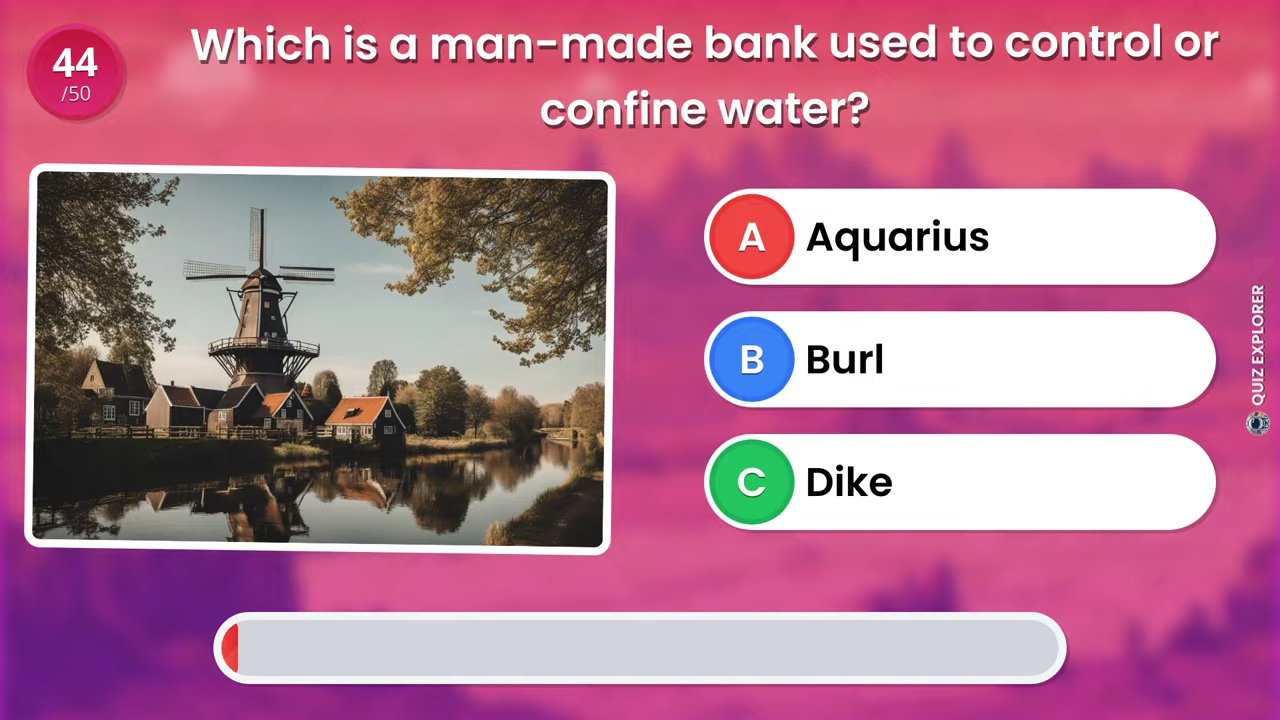 44
/50
Which is a man-made bank used to control or
confine water?
A Aquarius
B Burl
C Dike
QUIZ EXPLORER